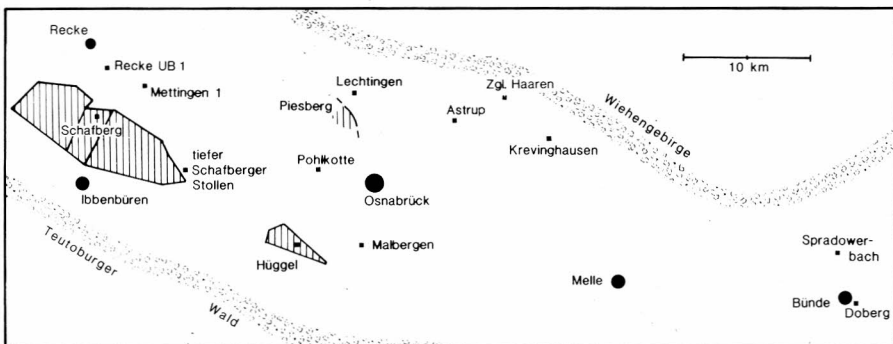 Recke
Recke UB 1
Mettingen 1
Schafberg
tiefer
Schafberger
Stollen
Ibbenbüren
Teutoburger
Wald
Piesberg
Lechtingen
Pohlkotte
Osnabrück
Hüggel
Malbergen
Astrup
Zgl. Haaren
Krevinghausen
Wiehengebirge
10 km
Melle
Spradower-
bach
Bünde
Doberg